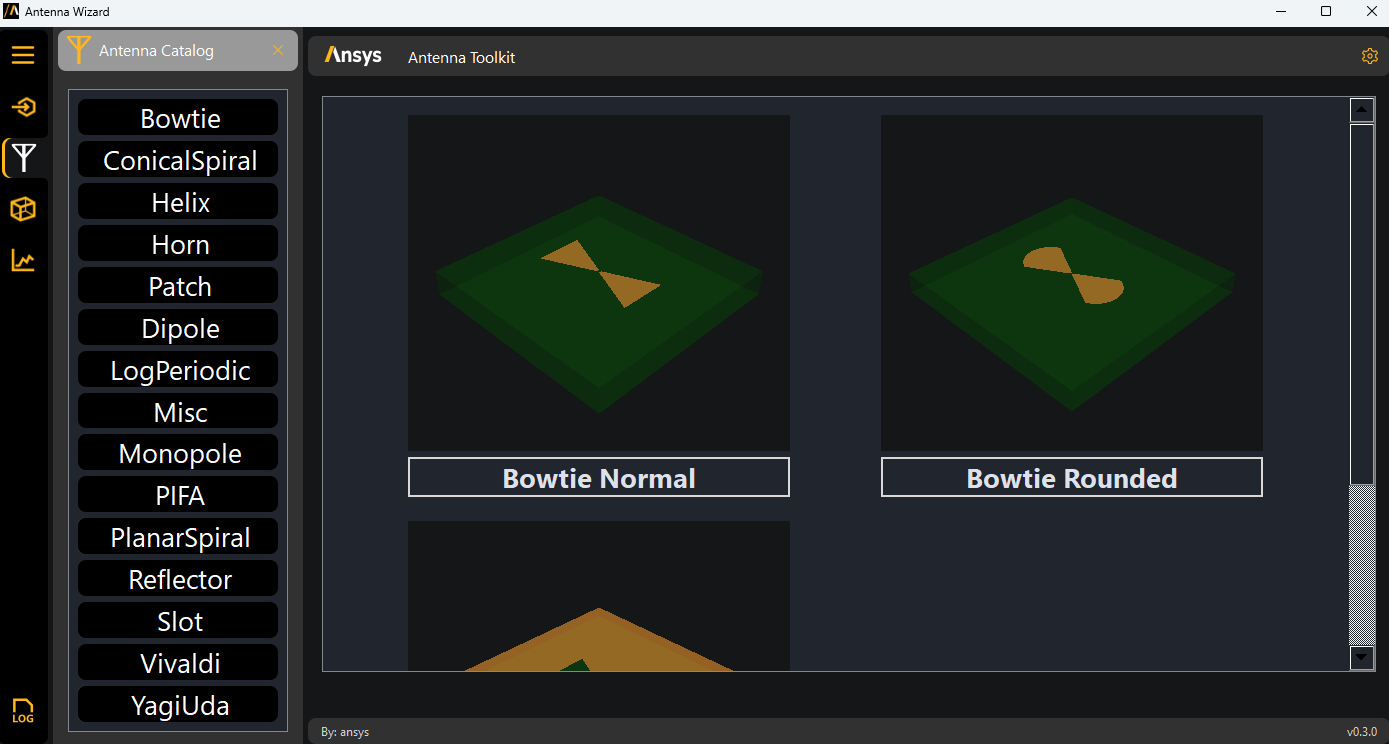 Antenna Wizard
Antenna Catalog
Ansys
Antenna Toolkit
Bowtie
ConicalSpiral
Helix
Horn
Patch
Dipole
LogPeriodic
Misc
Monopole
PIFA
PlanarSpiral
Reflector
Slot
Vivaldi
YagiUda
Bowtie Normal
Bowtie Rounded
LOG
By: ansys
v0.3.0